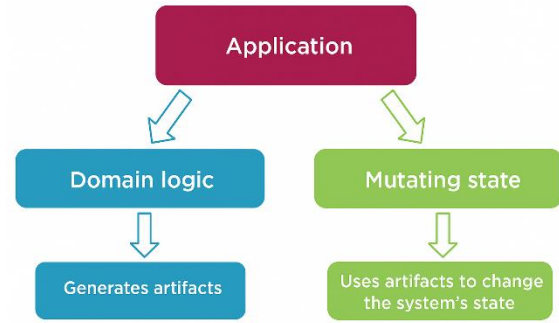 Application
Domain logic
Mutating state
Generates artifacts
Uses artifacts to change
the system's state